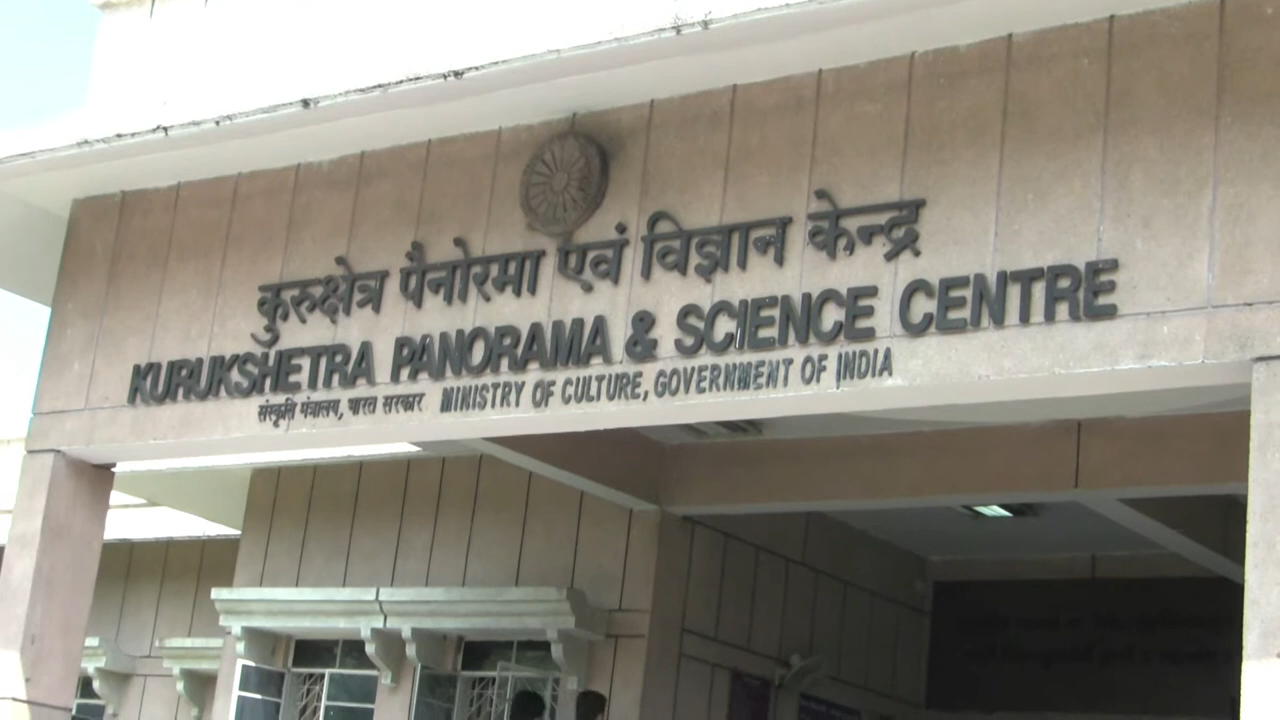 कुरुक्षेत्र पैनोरमा एवं विज्ञान केन्द्र
KURUKSHETRA PANORAMA & SCIENCE CENTRE
संस्कृति मंत्रालय, भारत सरकार MINISTRY OF CULTURE, GOVERNMENT OF INDIA